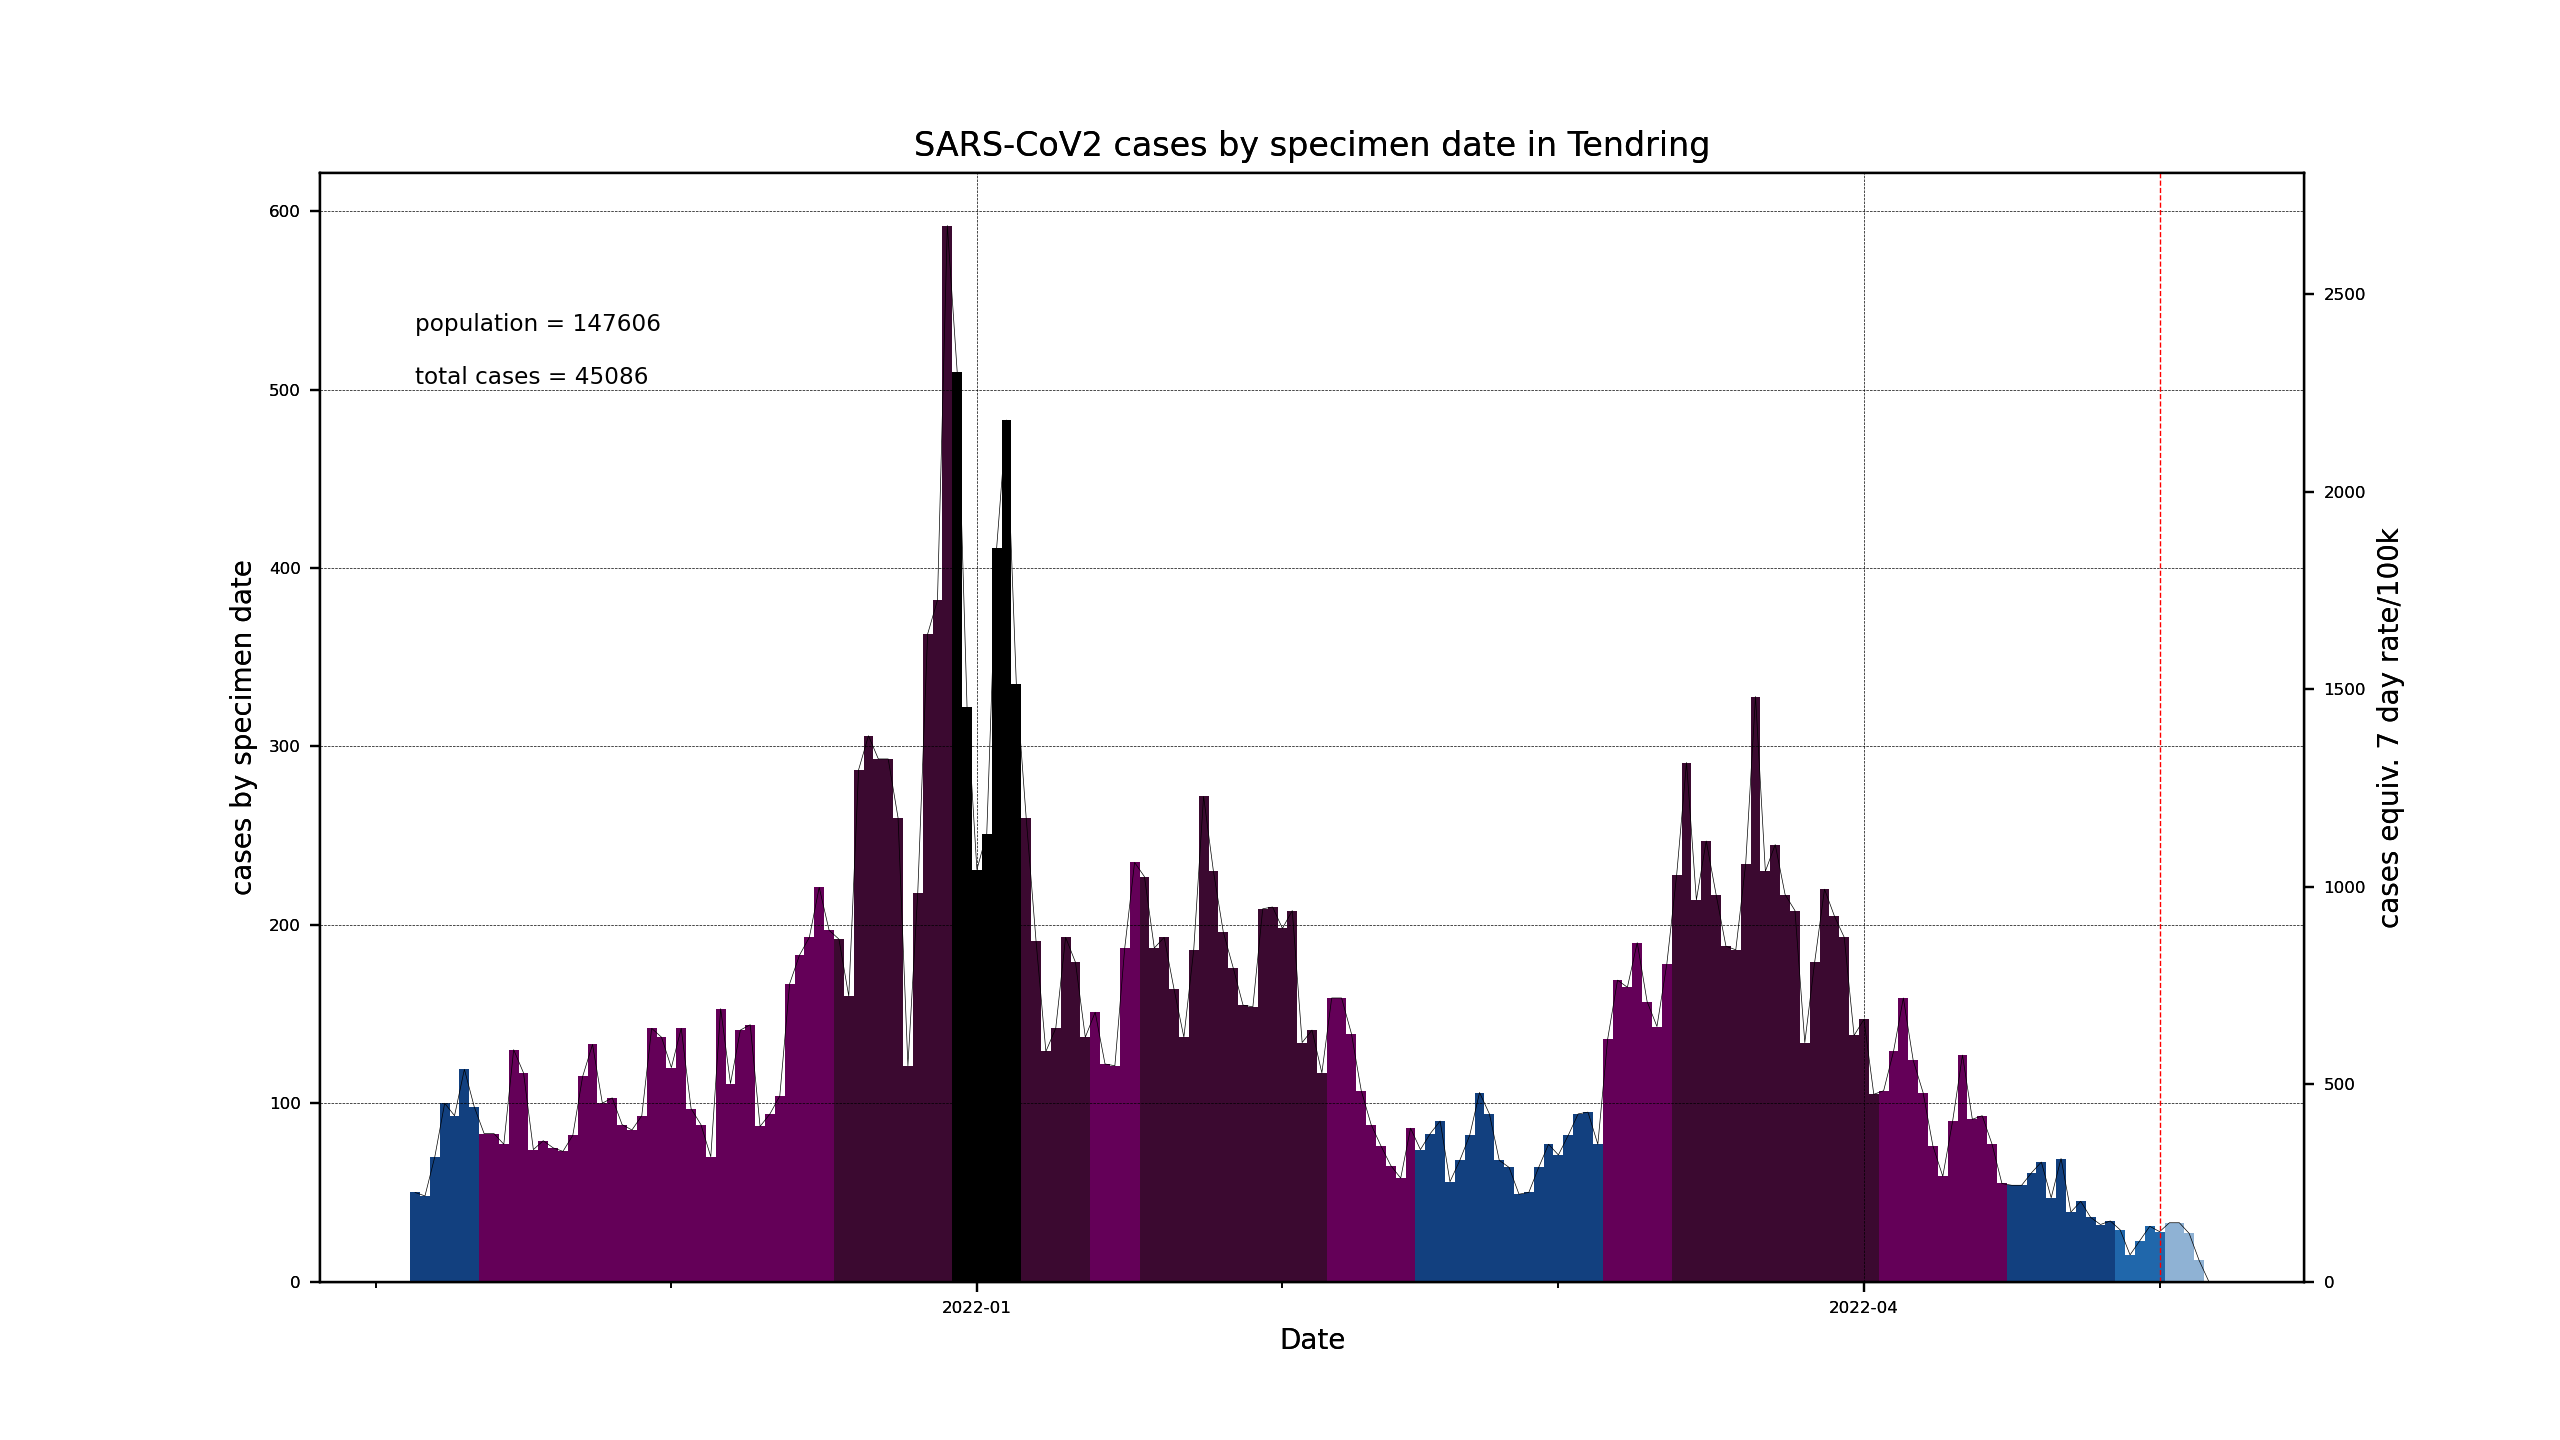 SARS-CoV2 cases by specimen date in Tendring
population = 147606
total cases = 45086
cases by specimen date
600
500
400
300
200
100
0
2500
2000
1500
1000
500
0
cases equiv. 7 day rate/100k
2022-01
2022-04
Date